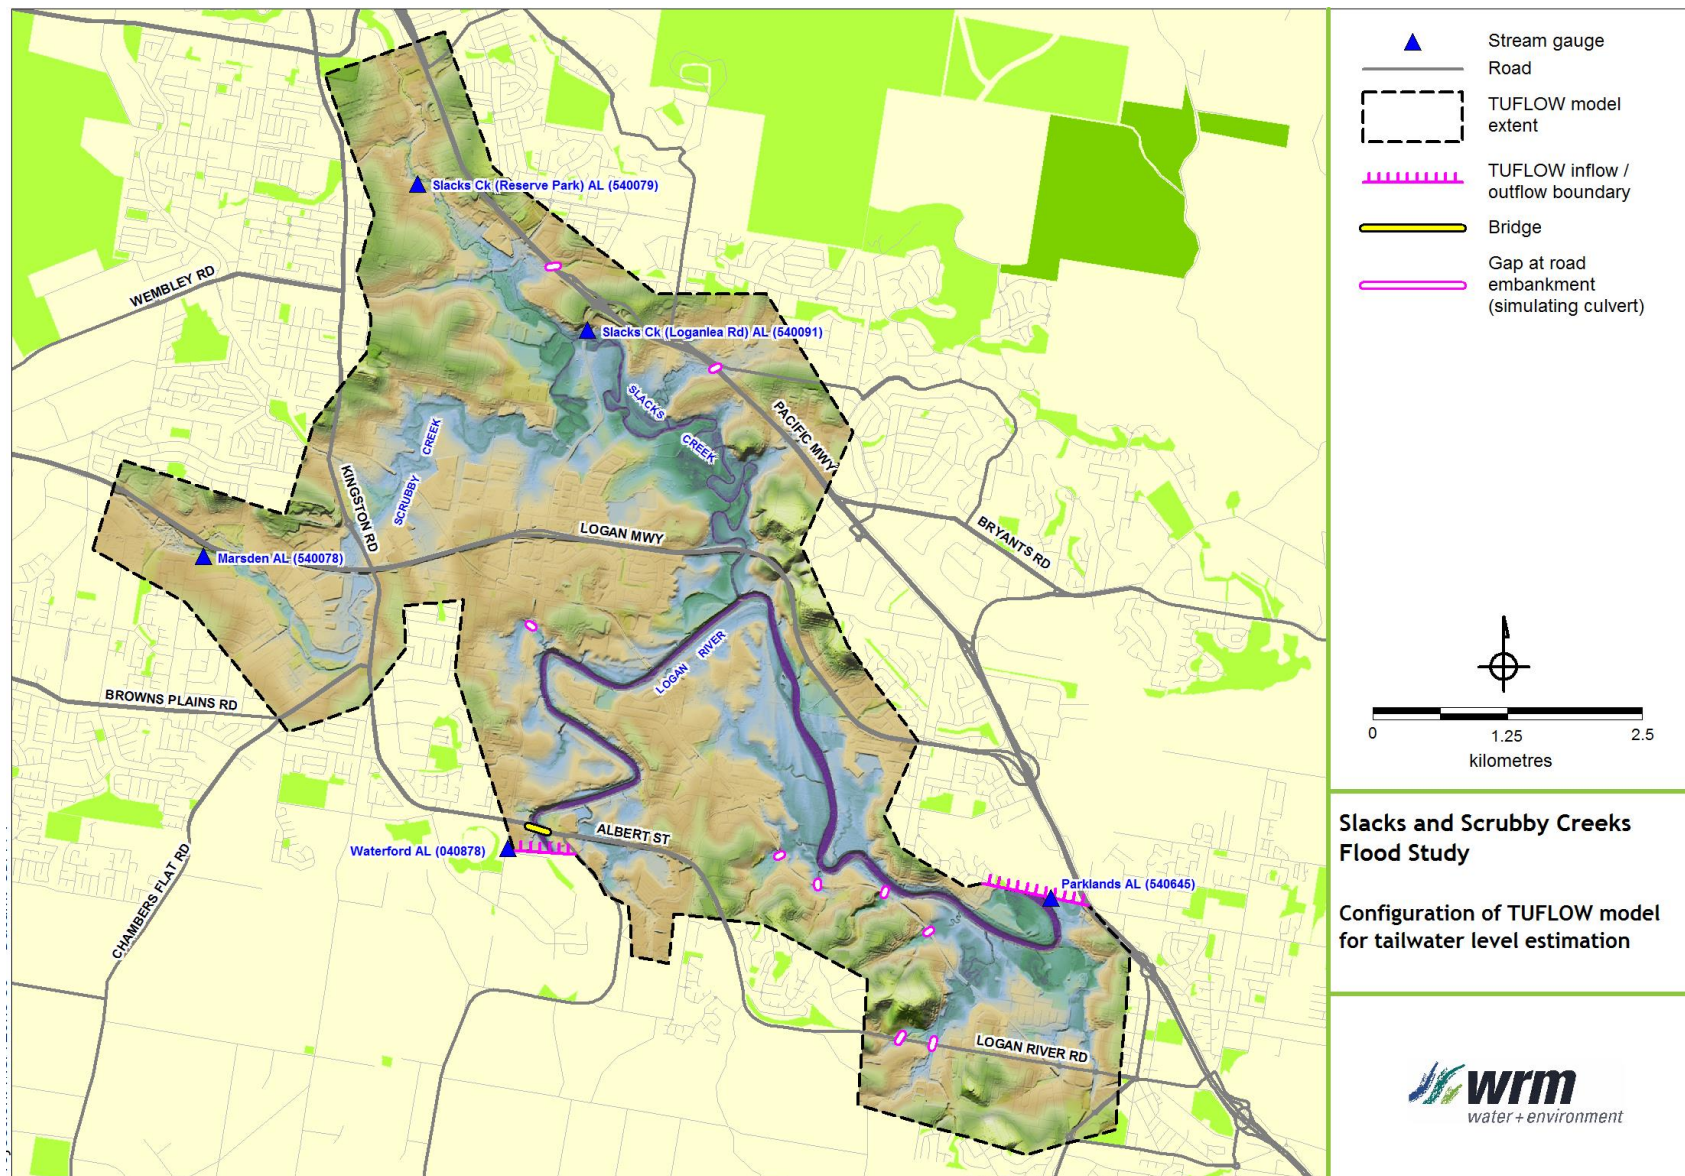 Stream gauge
Road
TUFLOW model
extent
TUFLOW inflow /
outflow boundary
Bridge
Gap at road
embankment
(simulating culvert)
0 1.25 2.5
kilometres
Slacks and Scrubby Creeks
Flood Study
Configuration of TUFLOW model
for tailwater level estimation
wrm
water + environment
Slacks Ck (Reserve Park) AL (540079)
WEMBLEY RD
Slacks Ck (Loganlea Rd) AL (540091)
SLACKS
CREEK
PACIFIC MWY
SCRUBBY CREEK
KINGSTON RD
LOGAN MWY
BRYANTS RD
Marsden AL (540078)
LOGAN RIVER
BROWNS PLAINS RD
ALBERT ST
Waterford AL (040878)
CHAMBERS FLAT RD
Parklands AL (540645)
LOGAN RIVER RD